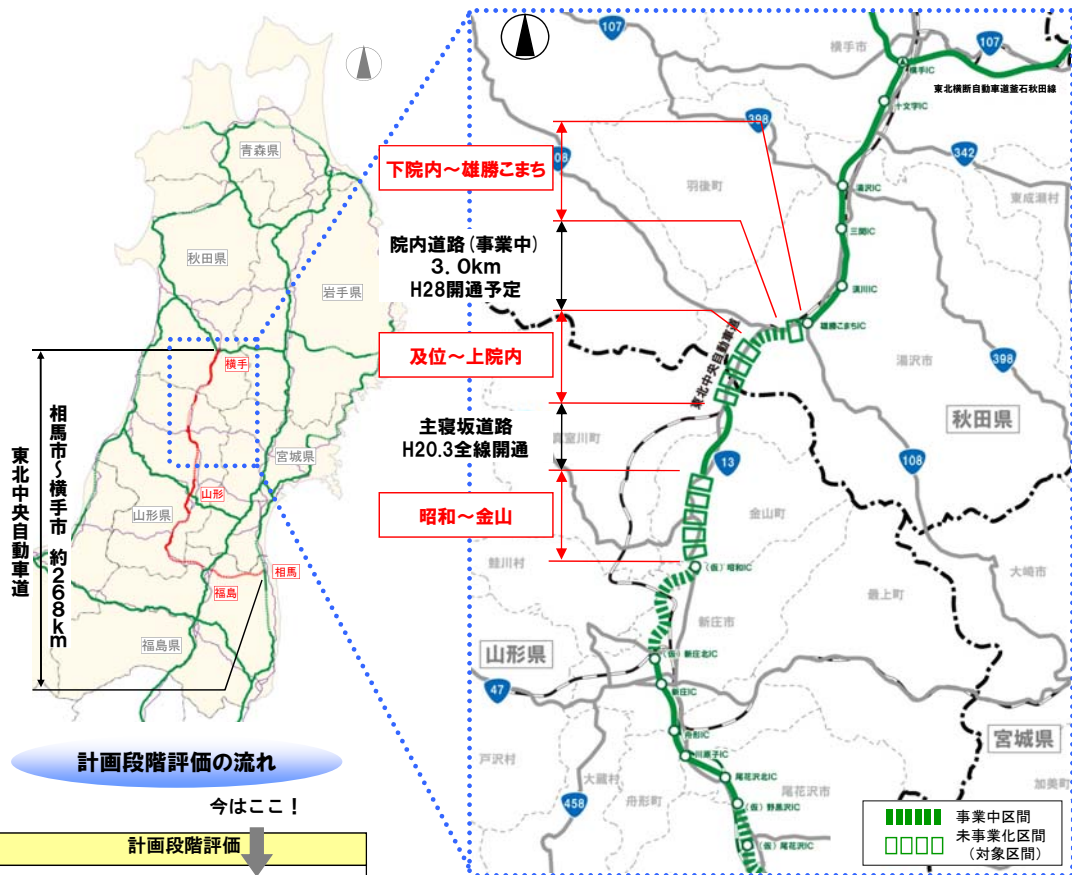 青森県
秋田県
岩手県
横手
宮城県
山形
山形県
相馬
福島
福島県
東北中央自動車道
相馬市~横手市 約268km
計画段階評価の流れ
今はここ!
計画段階評価
下院内~雄勝こまち
院内道路(事業中)
3.0km
H28開通予定
及位~上院内
主寝坂道路
H20.3全線開通
昭和~金山
107
横手市
107
横手IC
東北横断自動車道釜石秋田線
十文字IC
398
342
羽後町
東成瀬村
湯沢IC
三関IC
須川IC
雄勝こまちIC
東北中央自動車道
湯沢市
398
秋田県
真室川町
13
108
金山町
鮭川村
(仮)昭和IC
大崎市
最上町
新庄市
山形県
(仮)新庄北IC
47
新庄IC
舟形IC
宮城県
戸沢村
川原子IC
大蔵村
尾花沢北IC
加美町
458
舟形町
尾花沢市
(仮)野黒沢IC
(仮)尾花沢IC
事業中区間
未事業化区間
(対象区間)